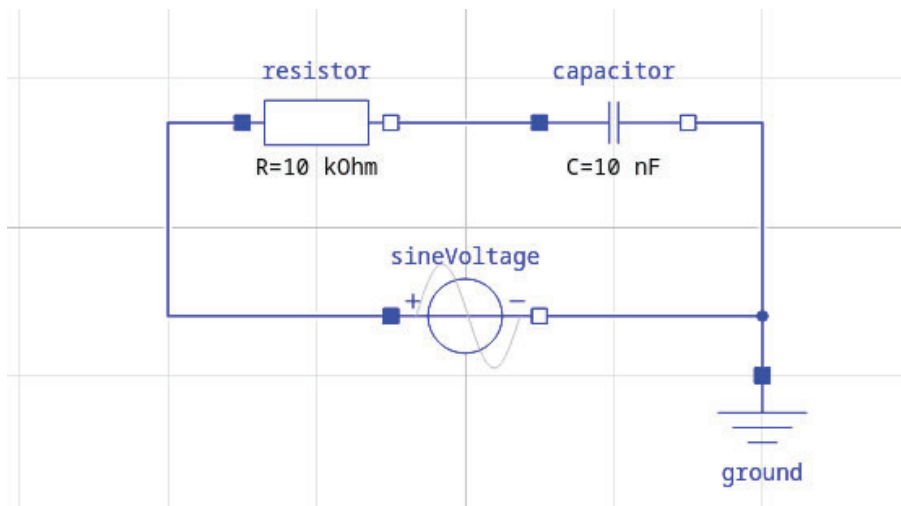 resistor
capacitor
R=10 kOhm
C=10 nF
sineVoltage
+
−
ground